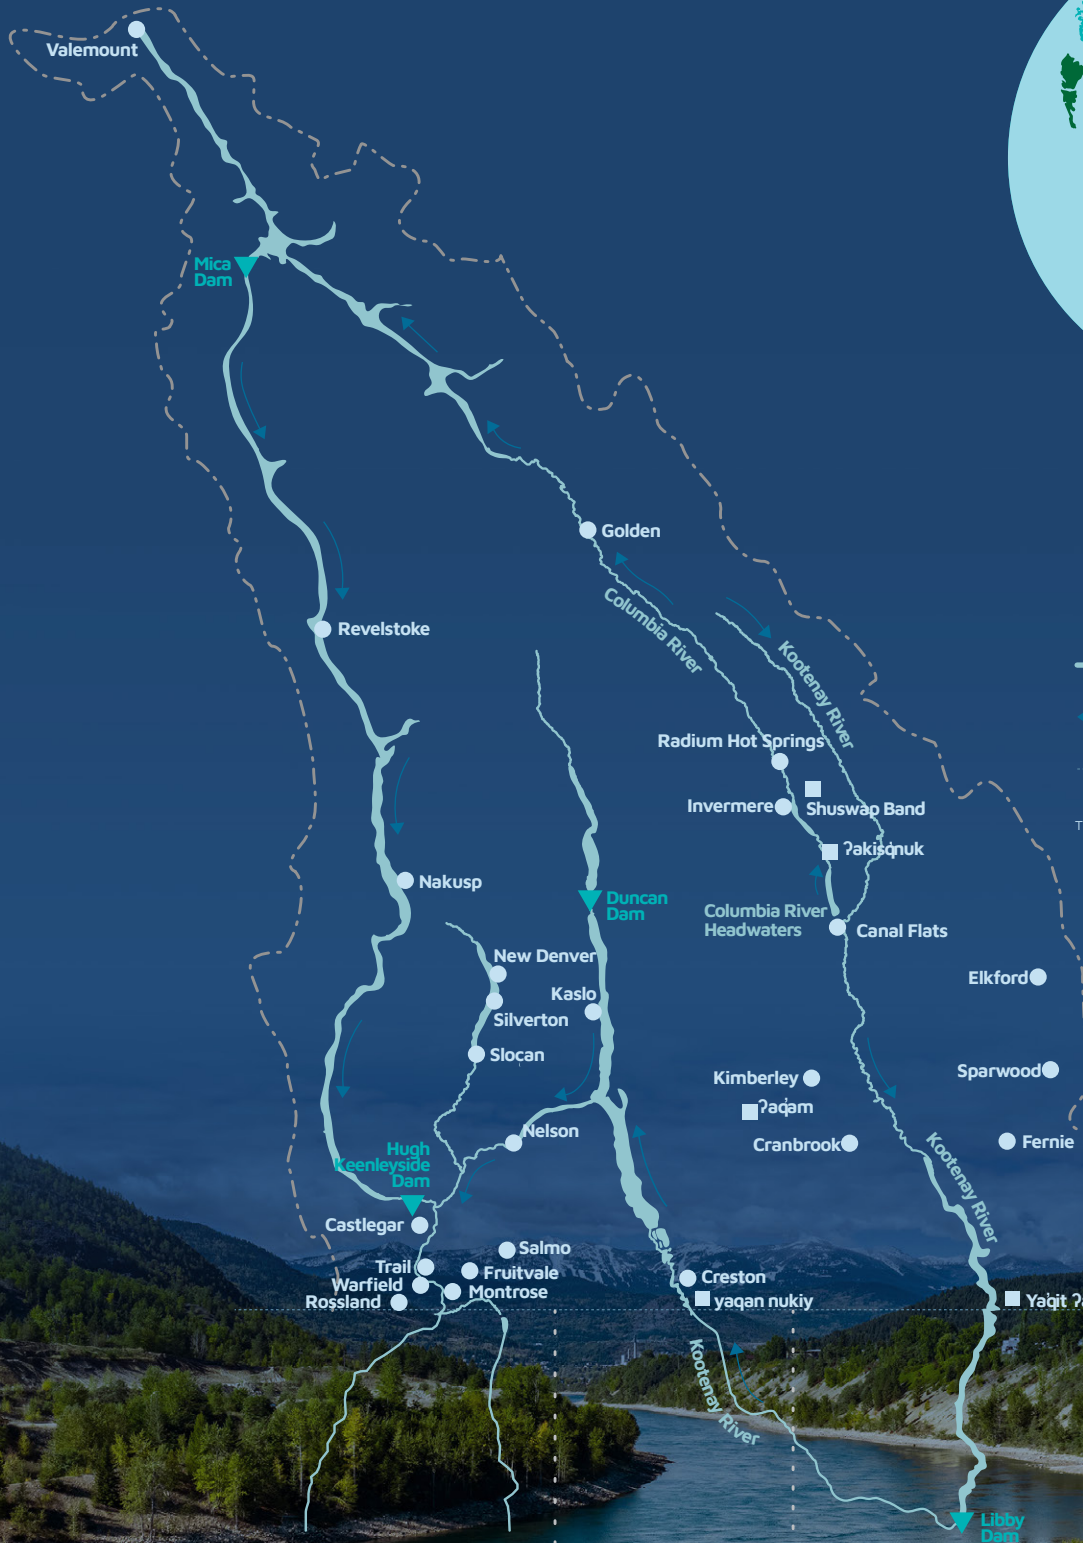 Valemount
Mica
Dam
Golden
Columbia River
Kootenay River
Revelstoke
Radium Hot Springs
Invermere
Shuswap Band
ʔakisq̓nuk
Nakusp
Duncan
Dam
Columbia River
Headwaters
Canal Flats
New Denver
Elkford
Kaslo
Silverton
Slocan
Kimberley
Sparwood
ʔaq̓am
Nelson
Cranbrook
Fernie
Hugh
Keenleyside
Dam
Kootenay River
Castlegar
Salmo
Trail
Fruitvale
Creston
Warfield
Montrose
Rossland
yaqan nukiy
Yaq̓it
Kootenay River
Libby
Dam